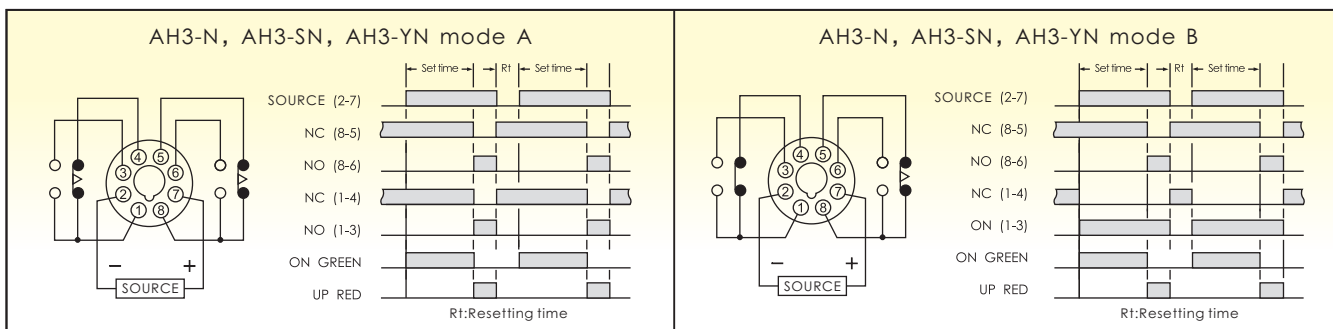 AH3-N, AH3-SN, AH3-YN mode A
Set time Rt Set time
SOURCE (2-7)
NC (8-5)
NO (8-6)
NC (1-4)
NO (1-3)
ON GREEN
UP RED
4 5
3 6
2 7
1 8
− +
SOURCE
Rt:Resetting time
AH3-N, AH3-SN, AH3-YN mode B
Set time Rt Set time
SOURCE (2-7)
NC (8-5)
NO (8-6)
NC (1-4)
ON (1-3)
ON GREEN
UP RED
4 5
3 6
2 7
1 8
− +
SOURCE
Rt:Resetting time